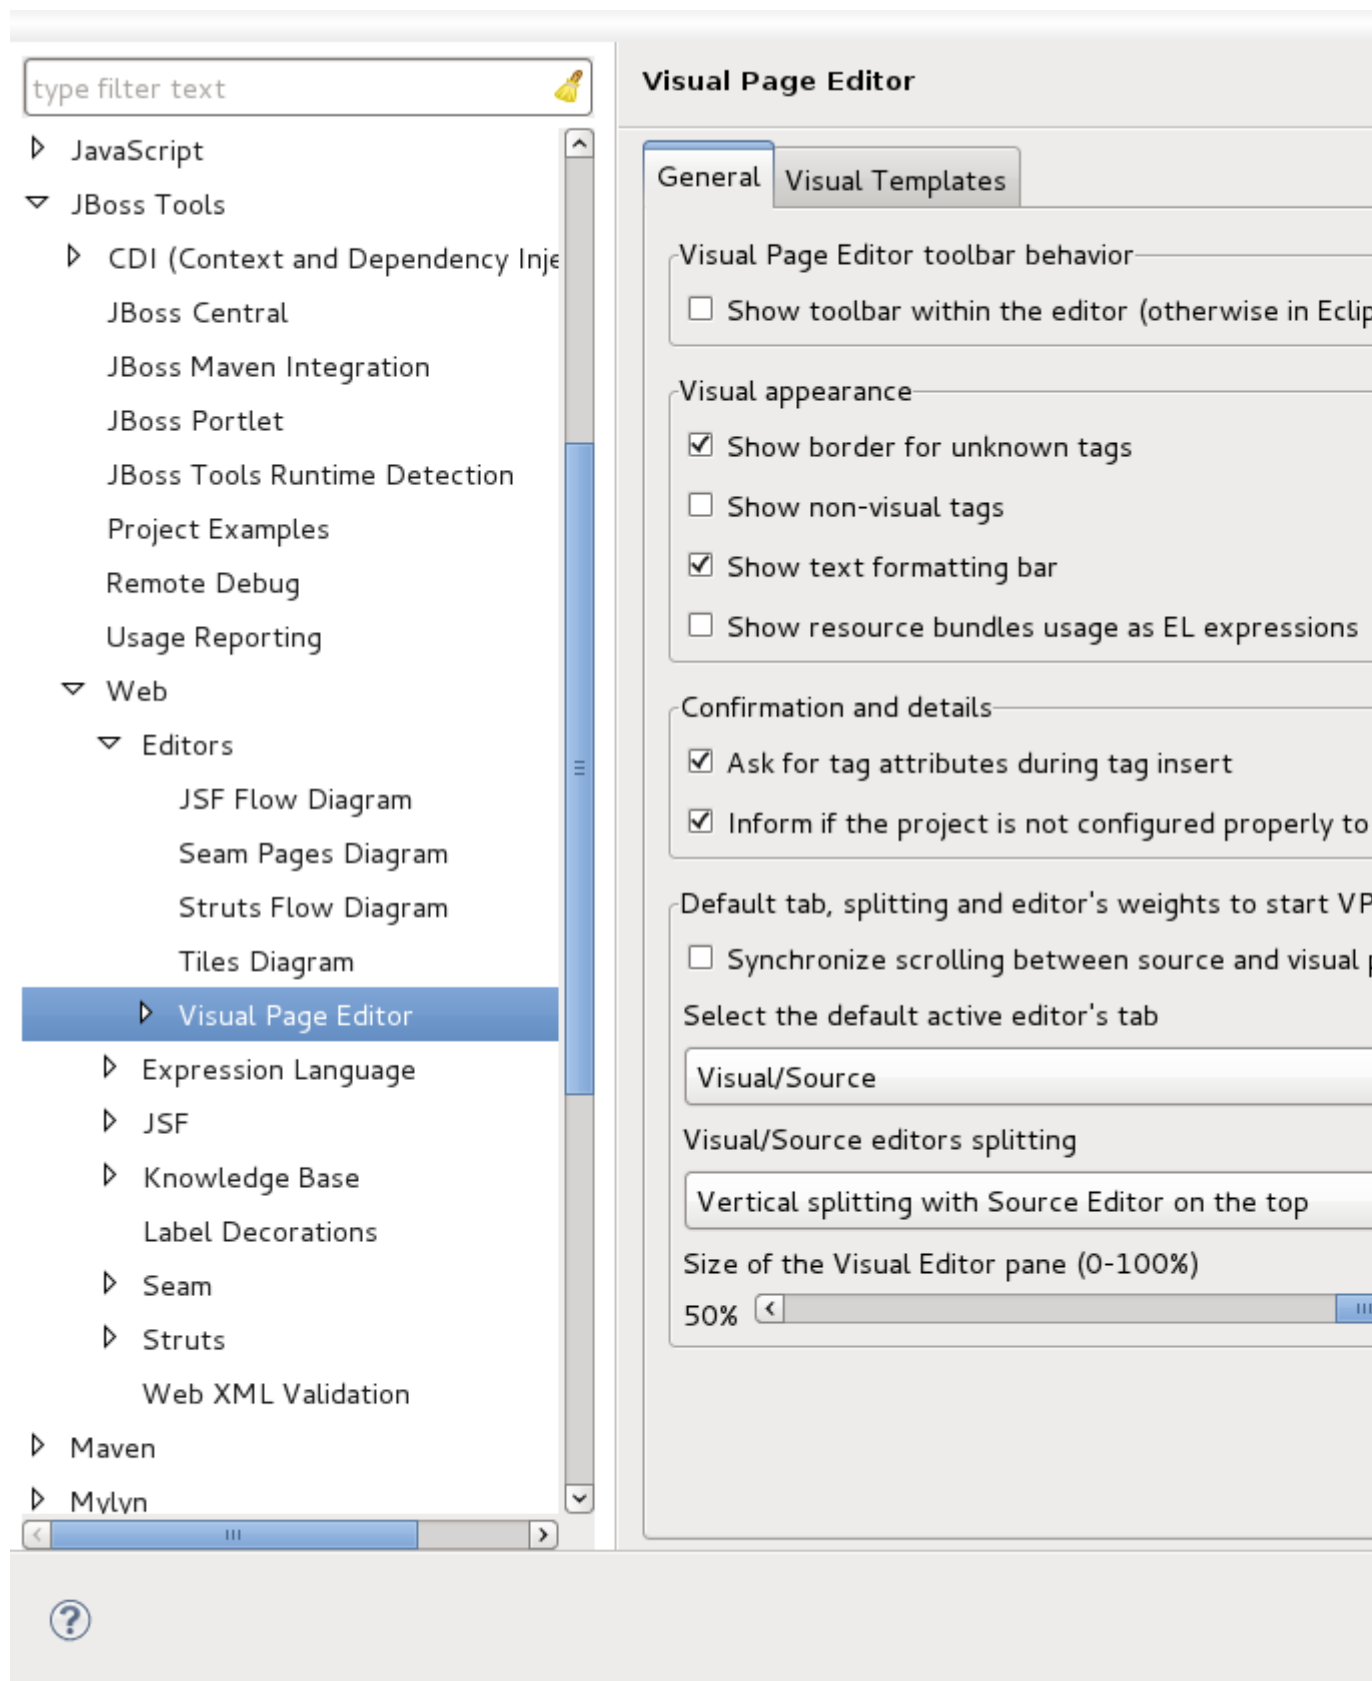 type filter text
JavaScript
JBoss Tools
CDI (Context and Dependency Inje
JBoss Central
JBoss Maven Integration
JBoss Portlet
JBoss Tools Runtime Detection
Project Examples
Remote Debug
Usage Reporting
Web
Editors
JSF Flow Diagram
Seam Pages Diagram
Struts Flow Diagram
Tiles Diagram
Visual Page Editor
Expression Language
JSF
Knowledge Base
Label Decorations
Seam
Struts
Web XML Validation
Maven
Mylyn
Visual Page Editor
General
Visual Templates
Visual Page Editor toolbar behavior
Show toolbar within the editor (otherwise in Eclip
Visual appearance
Show border for unknown tags
Show non-visual tags
Show text formatting bar
Show resource bundles usage as EL expressions
Confirmation and details
Ask for tag attributes during tag insert
Inform if the project is not configured properly to
Default tab, splitting and editor's weights to start VP
Synchronize scrolling between source and visual
Select the default active editor's tab
Visual/Source
Visual/Source editors splitting
Vertical splitting with Source Editor on the top
Size of the Visual Editor pane (0-100%)
50%